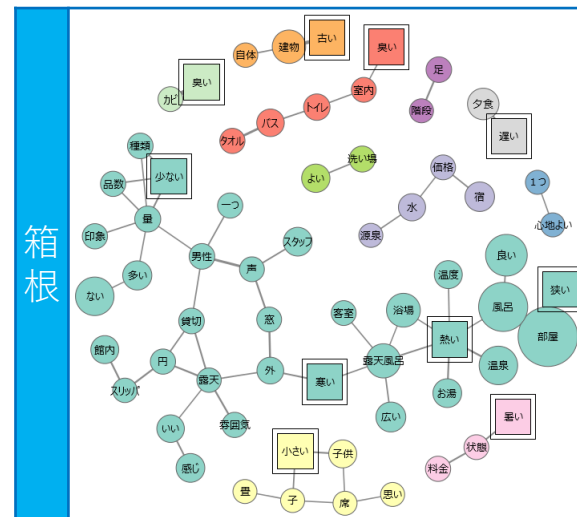 箱根
古い
建物
自体
臭い
臭い
カビ
室内
トイレ
バス
タオル
足
階段
夕食
遅い
種類
品数
少ない
量
印象
多い
ない
一つ
男性
声
スタッフ
よい
洗い場
価格
水
宿
源泉
1つ
心地よい
貸切
窓
館内
スリッパ
円
露天
外
寒い
雰囲気
いい
感じ
客室
浴場
温度
良い
風呂
狭い
部屋
露天風呂
熱い
温泉
広い
お湯
暑い
状態
料金
小さい
子供
畳
子
席
思い